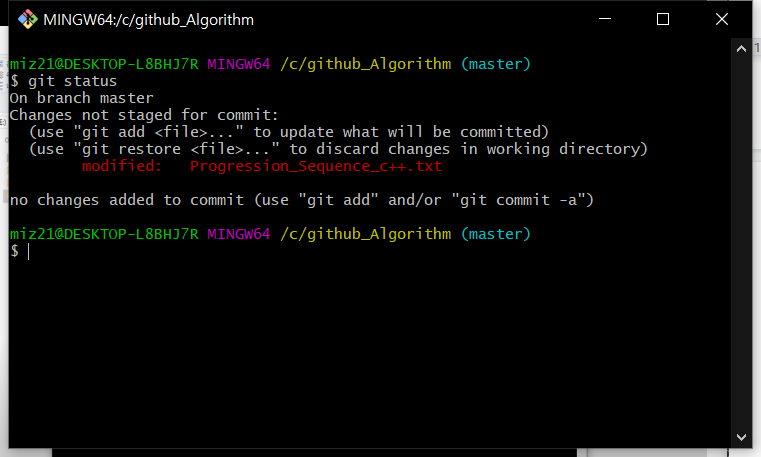 MINGW64:/c/github_Algorithm
miz21@DESKTOP-L8BHJ7R MINGW64 /c/github_Algorithm (master)
$ git status
On branch master
Changes not staged for commit:
  (use "git add <file>..." to update what will be committed)
  (use "git restore <file>..." to discard changes in working directory)
        modified:   Progression_Sequence_c++.txt
no changes added to commit (use "git add" and/or "git commit -a")
miz21@DESKTOP-L8BHJ7R MINGW64 /c/github_Algorithm (master)
$